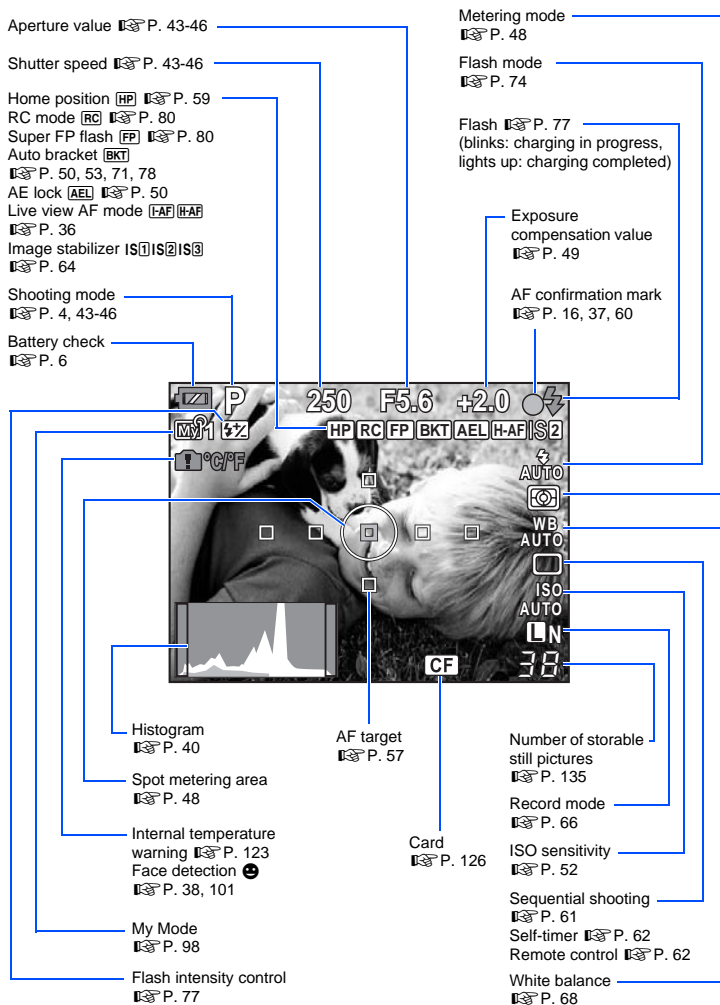 Aperture value ☞P. 43-46
Shutter speed ☞P. 43-46
Home position HP ☞P. 59
RC mode RC ☞P. 80
Super FP flash FP ☞P. 80
Auto bracket BKT
☞P. 50, 53, 71, 78
AE lock AEL ☞P. 50
Live view AF mode I-AF H-AF
☞P. 36
Image stabilizer IS1 IS2 IS3
☞P. 64
Shooting mode
☞P. 4, 43-46
Battery check
☞P. 6
Metering mode
☞P. 48
Flash mode
☞P. 74
Flash ☞P. 77
(blinks: charging in progress,
lights up: charging completed)
Exposure
compensation value
☞P. 49
AF confirmation mark
☞P. 16, 37, 60
P 250 F5.6 +2.0
My1 HP RC FP BKT AEL H-AF IS2
°C/°F
AUTO
WB
AUTO
ISO
AUTO
L N
CF 38
Histogram
☞P. 40
Spot metering area
☞P. 48
Internal temperature
warning ☞P. 123
Face detection ☻
☞P. 38, 101
My Mode
☞P. 98
Flash intensity control
☞P. 77
AF target
☞P. 57
Card
☞P. 126
Number of storable
still pictures
☞P. 135
Record mode
☞P. 66
ISO sensitivity
☞P. 52
Sequential shooting
☞P. 61
Self-timer ☞P. 62
Remote control ☞P. 62
White balance
☞P. 68